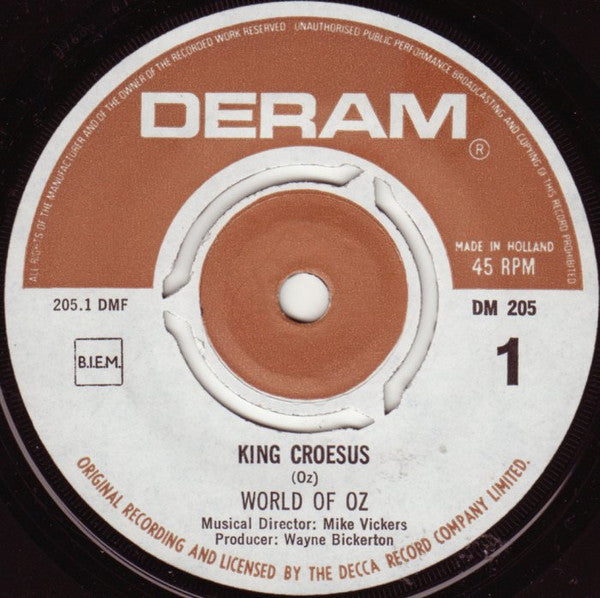 ALL RIGHTS OF THE MANUFACTURER AND OF THE OWNER OF THE RECORDED WORK RESERVED UNAUTHORISED PUBLIC PERFORMANCE BROADCASTING AND COPYING OF THIS RECORD PROHIBITED
DERAM
®
MADE IN HOLLAND
45 RPM
205.1 DMF
DM 205
B.I.E.M.
1
KING CROESUS
(Oz)
WORLD OF OZ
Musical Director: Mike Vickers
Producer: Wayne Bickerton
ORIGINAL RECORDING AND LICENSED BY THE DECCA RECORD COMPANY LIMITED.